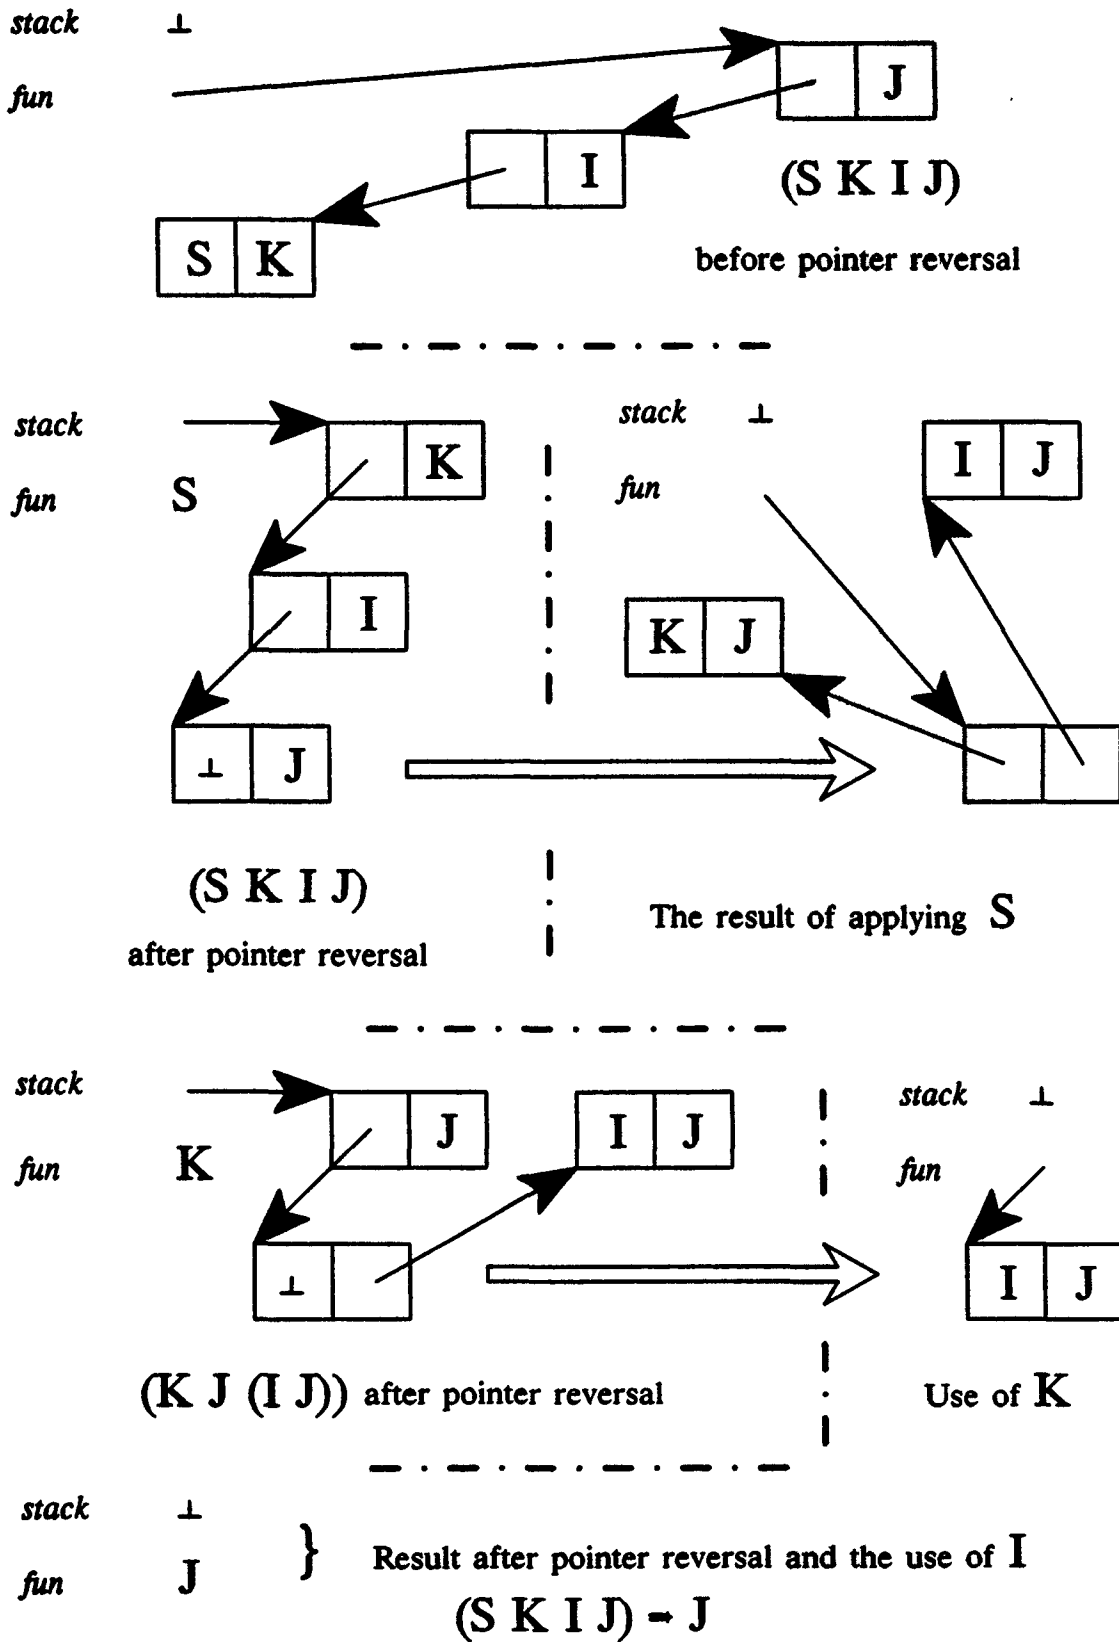 stack ⊥
fun
J
I
(S K I J)
S K
before pointer reversal
stack
K
fun S
I
⊥ J
(S K I J)
after pointer reversal
stack ⊥
I J
fun
K J
The result of applying S
stack
J
I J
fun K
⊥
(K J (I J)) after pointer reversal
stack ⊥
fun
I J
Use of K
stack ⊥
fun J
} Result after pointer reversal and the use of I
(S K I J) → J